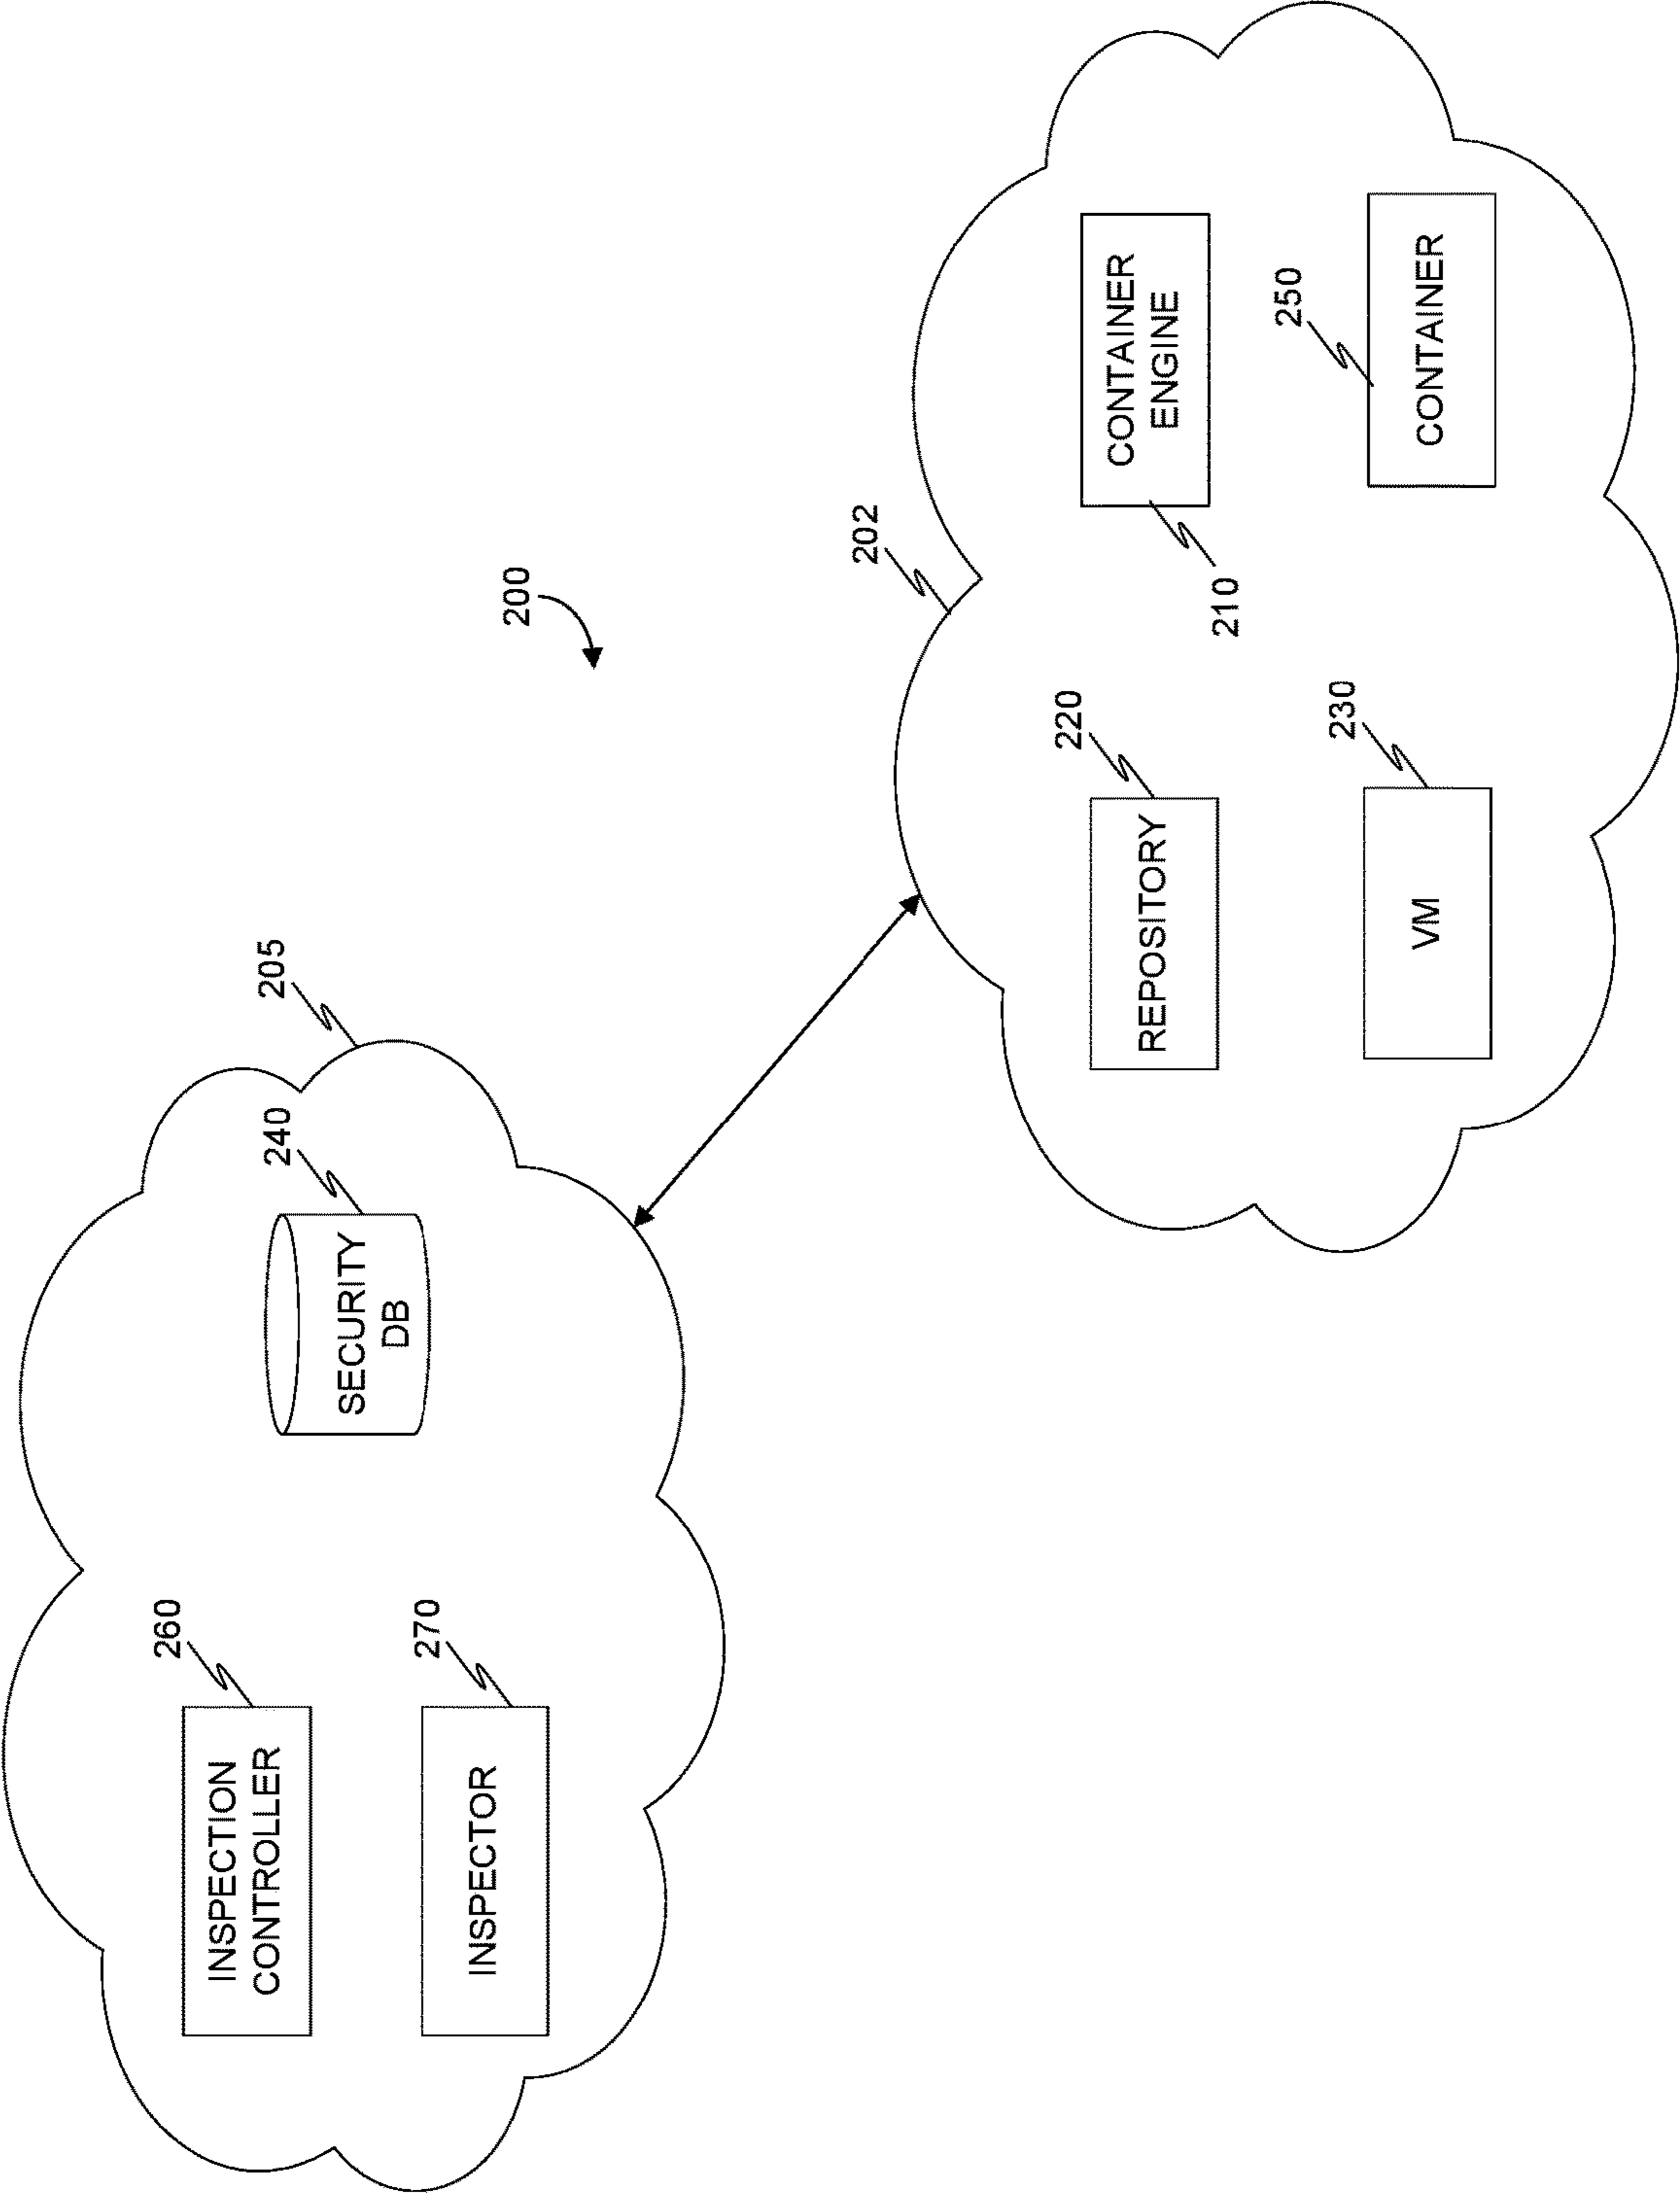 200
205
240
SECURITY
DB
260
INSPECTION
CONTROLLER
270
INSPECTOR
202
CONTAINER
ENGINE
210
220
REPOSITORY
250
CONTAINER
230
VM